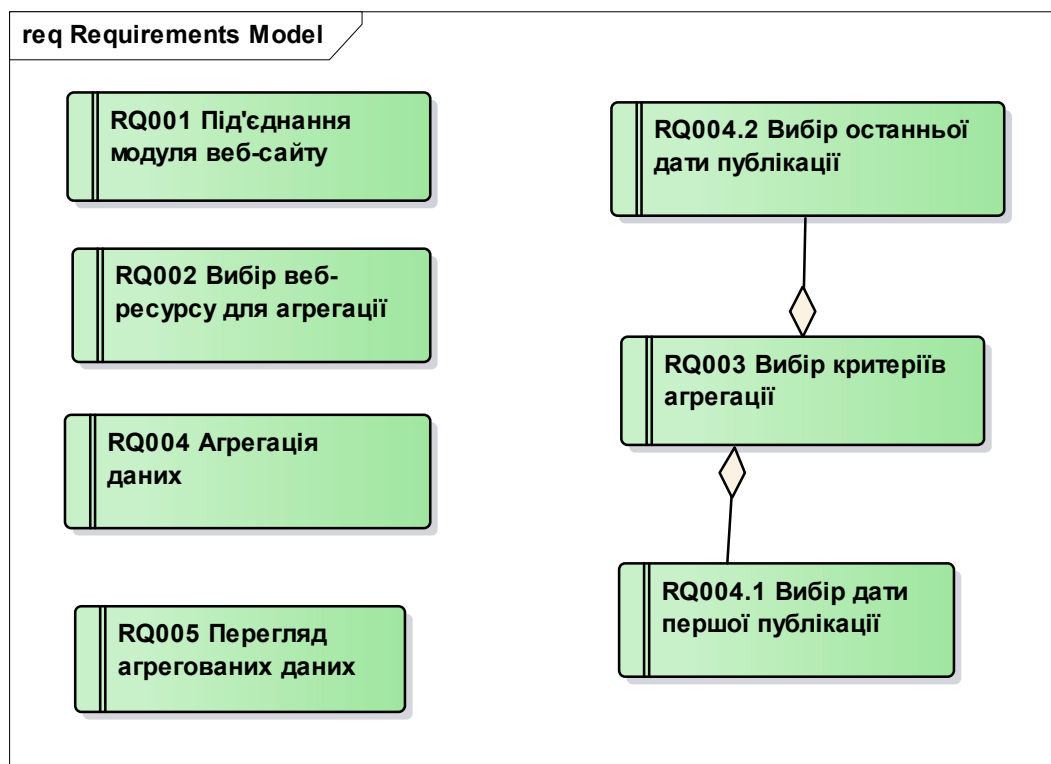 req Requirements Model
RQ001 Під'єднання
модуля веб-сайту
RQ002 Вибір веб-
ресурсу для агрегації
RQ004 Агрегація
даних
RQ005 Перегляд
агрегованих даних
RQ004.2 Вибір останньої
дати публікації
RQ003 Вибір критеріїв
агрегації
RQ004.1 Вибір дати
першої публікації